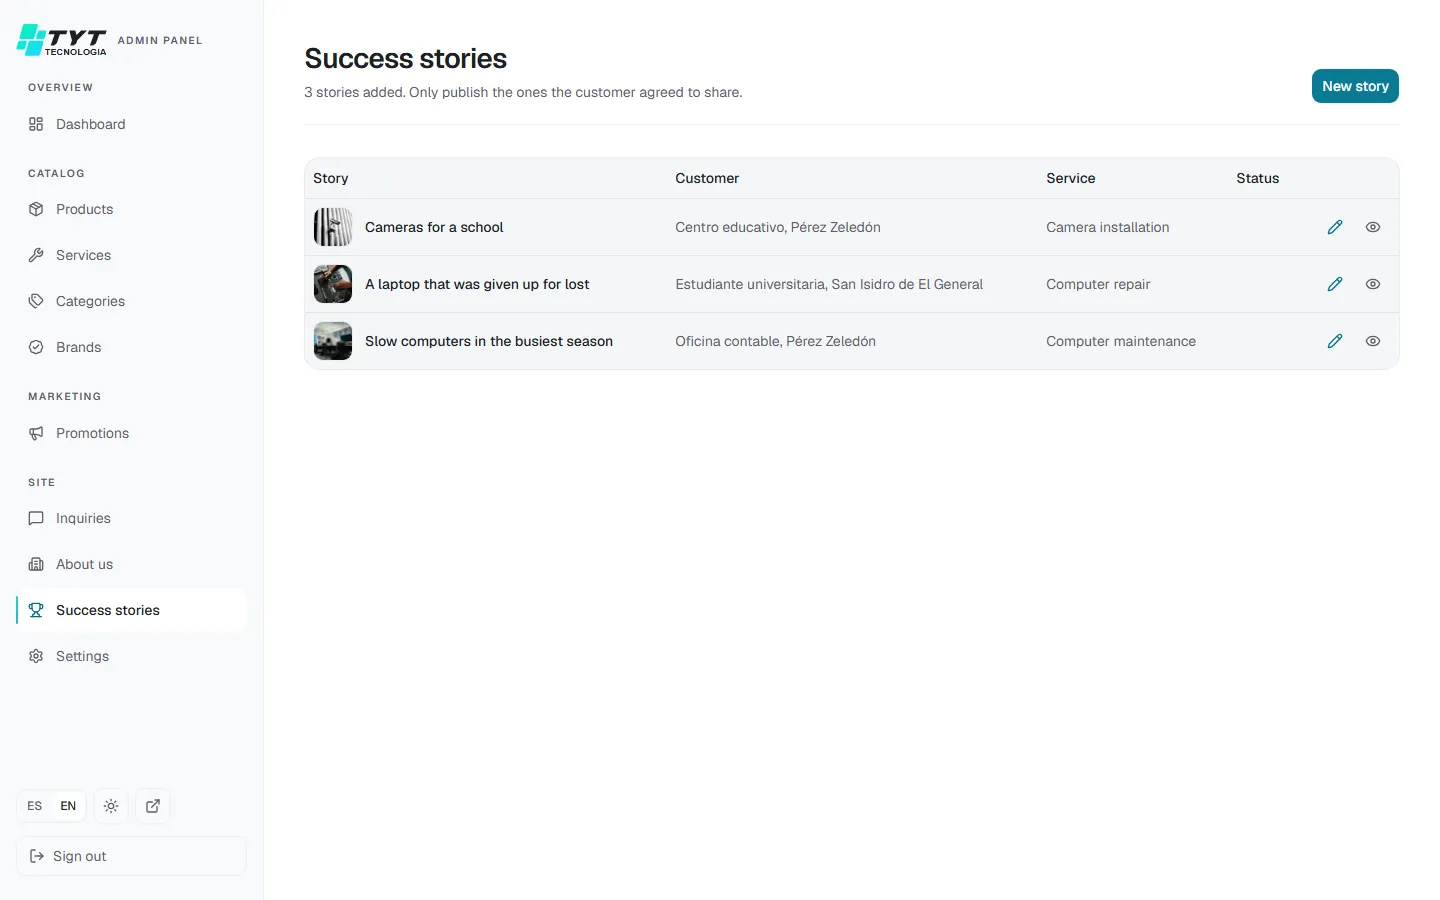 TYT
TECNOLOGIA
ADMIN PANEL
OVERVIEW
Dashboard
CATALOG
Products
Services
Categories
Brands
MARKETING
Promotions
SITE
Inquiries
About us
Success stories
Settings
ES EN
Sign out
Success stories
3 stories added. Only publish the ones the customer agreed to share.
New story
Story Customer Service Status
Cameras for a school Centro educativo, Pérez Zeledón Camera installation
A laptop that was given up for lost Estudiante universitaria, San Isidro de El General Computer repair
Slow computers in the busiest season Oficina contable, Pérez Zeledón Computer maintenance